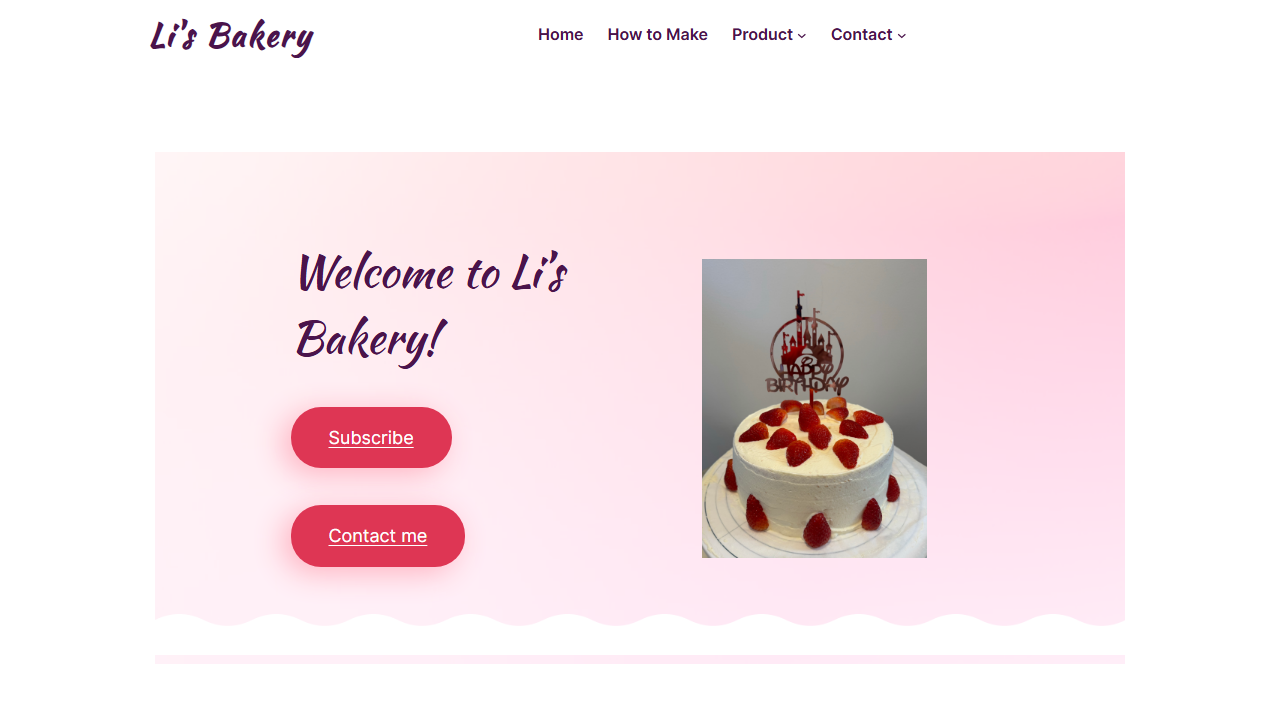 Li's Bakery
Home How to Make Product Contact
Welcome to Li's
Bakery!
HAPPY
BIRTHDAY
Subscribe
Contact me